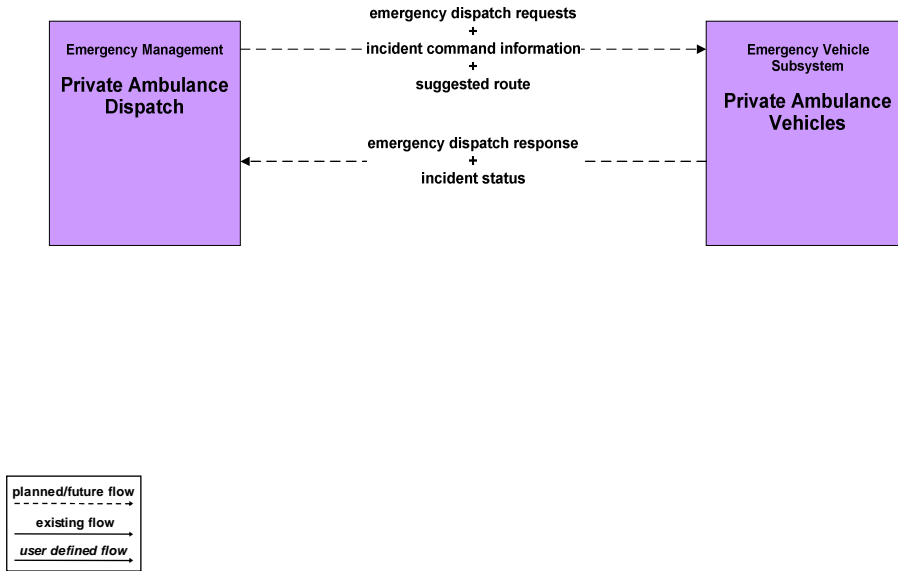 Emergency Management
Private Ambulance
Dispatch
emergency dispatch requests
+
incident command information
+
suggested route
emergency dispatch response
+
incident status
Emergency Vehicle
Subsystem
Private Ambulance
Vehicles
planned/future flow
existing flow
user defined flow